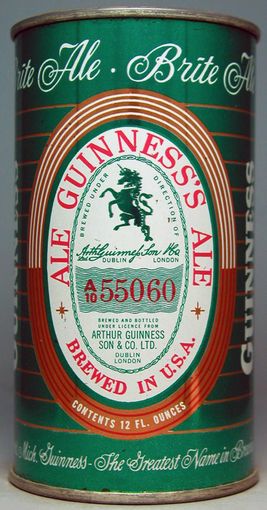 Brite Ale · Brite Ale
ALE GUINNESS'S ALE
BREWED UNDER DIRECTION OF
Arth Guinness Son & Co
DUBLIN LONDON
A/10 55060
BREWED AND BOTTLED
UNDER LICENCE FROM
ARTHUR GUINNESS
SON & CO. LTD.
DUBLIN
LONDON
BREWED IN U.S.A.
CONTENTS 12 FL. OUNCES
GUINNESS
Mich. Guinness - The Greatest Name in